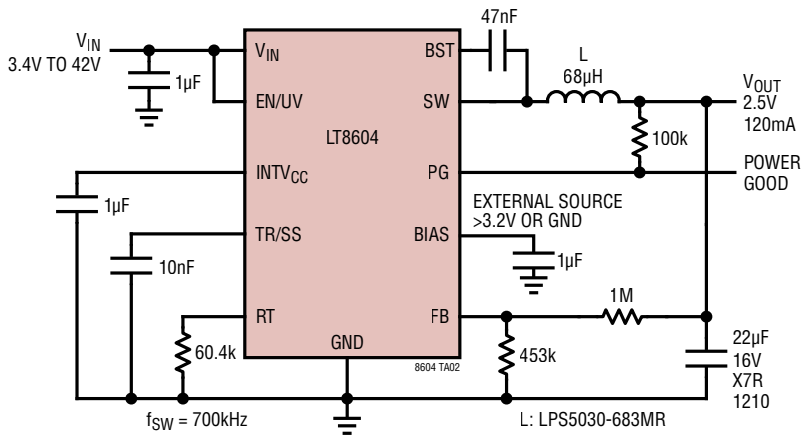 47nF
V_IN
3.4V TO 42V
1µF
V_IN
BST
L
68µH
V_OUT
2.5V
120mA
EN/UV
SW
LT8604
100k
INTV_CC
PG
POWER
GOOD
1µF
EXTERNAL SOURCE
>3.2V OR GND
TR/SS
BIAS
10nF
1µF
1M
RT
FB
GND
60.4k
453k
22µF
16V
X7R
1210
8604 TA02
f_SW = 700kHz
L: LPS5030-683MR